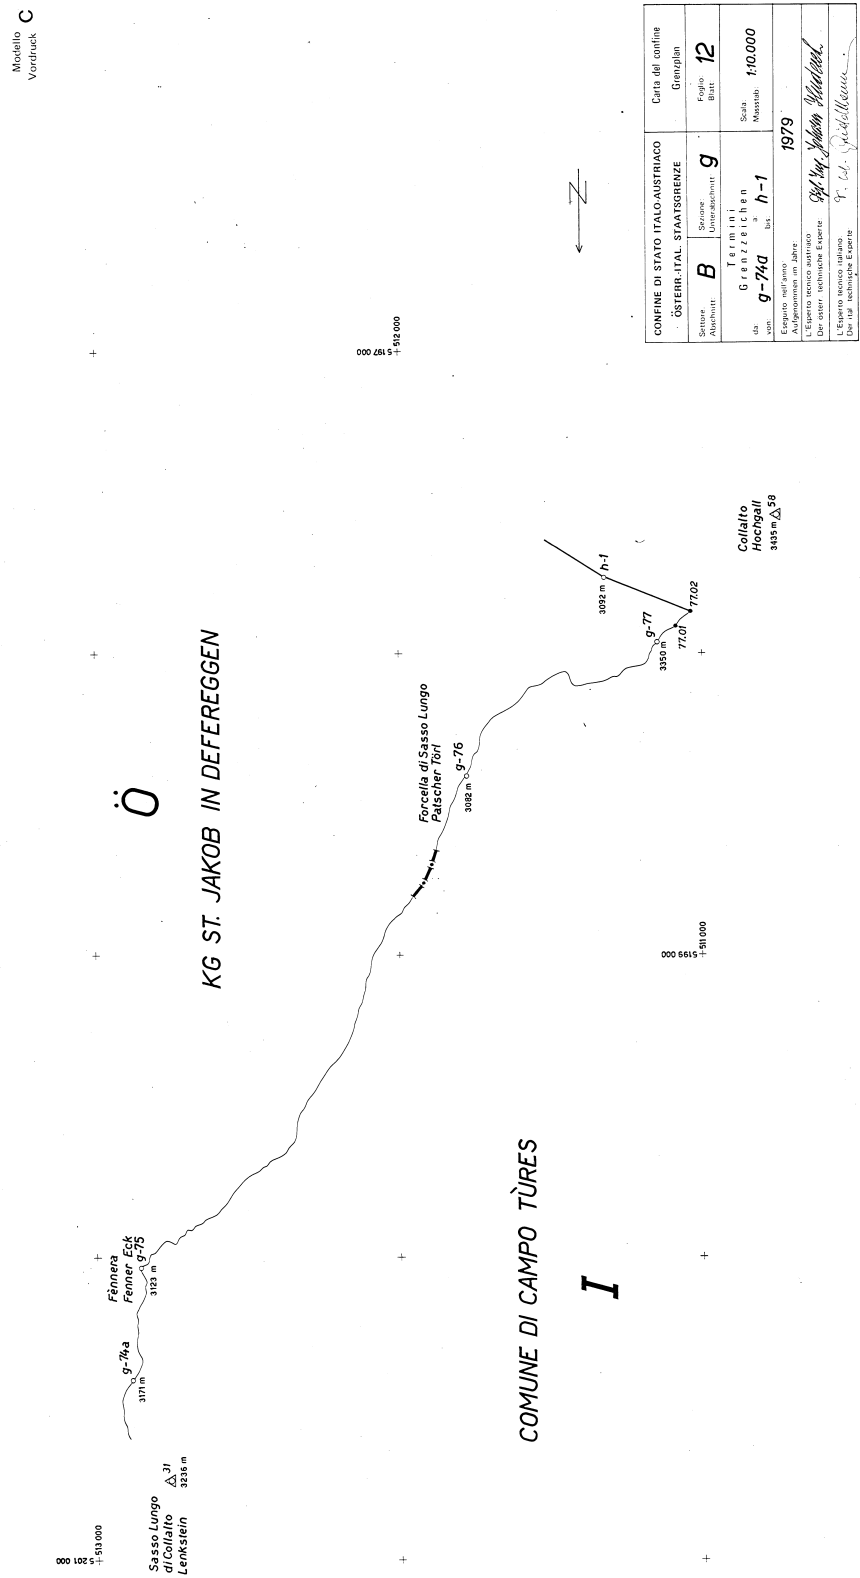 Modello
Vordruck C
CONFINE DI STATO ITALO-AUSTRIACO
ÖSTERR.-ITAL. STAATSGRENZE
Carta del confine
Grenzplan
Settore:
Abschnitt: B
Sezione:
Unterabschnitt: g
Foglio:
Blatt: 12
Termini
Grenzzeichen
da:
von: g-74a
a:
bis: h-1
Scala:
Massstab: 1:10.000
Eseguito nell'anno
Aufgenommen im Jahre: 1979
L'Esperto tecnico austriaco
Der österr. technische Experte
L'Esperto tecnico italiano
Der ital. technische Experte
N
5 197 000
512 000
Collalto
Hochgall
3435 m 58
h-1
3092 m
77.02
77.01
g-77
3350 m
Ö
KG ST. JAKOB IN DEFEREGGEN
Forcella di Sasso Lungo
Patscher Törl
g-76
3082 m
5199 000
511 000
COMUNE DI CAMPO TÙRES
I
Fènnera
Fenner Eck
g-75
3123 m
g-74a
3171 m
Sasso Lungo
di Collalto
Lenkstein
31
3236 m
5 201 000
513 000